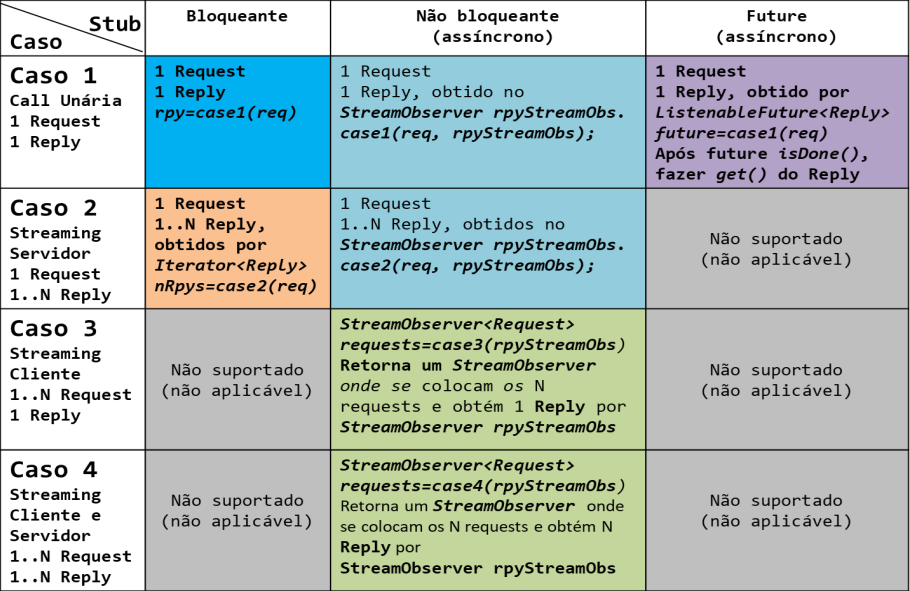 Stub
Caso
Bloqueante
Não bloqueante
(assíncrono)
Future
(assíncrono)
Caso 1
Call Unária
1 Request
1 Reply
1 Request
1 Reply
rpy=case1(req)
1 Request
1 Reply, obtido no
StreamObserver rpyStreamObs.
case1(req, rpyStreamObs);
1 Request
1 Reply, obtido por
ListenableFuture<Reply>
future=case1(req)
Após future isDone(),
fazer get() do Reply
Caso 2
Streaming
Servidor
1 Request
1..N Reply
1 Request
1..N Reply,
obtidos por
Iterator<Reply>
nRpys=case2(req)
1 Request
1..N Reply, obtidos no
StreamObserver rpyStreamObs.
case2(req, rpyStreamObs);
Não suportado
(não aplicável)
Caso 3
Streaming
Cliente
1..N Request
1 Reply
Não suportado
(não aplicável)
StreamObserver<Request>
requests=case3(rpyStreamObs)
Retorna um StreamObserver
onde se colocam os N
requests e obtém 1 Reply por
StreamObserver rpyStreamObs
Não suportado
(não aplicável)
Caso 4
Streaming
Cliente e
Servidor
1..N Request
1..N Reply
Não suportado
(não aplicável)
StreamObserver<Request>
requests=case4(rpyStreamObs)
Retorna um StreamObserver onde
se colocam os N requests e obtém N
Reply por
StreamObserver rpyStreamObs
Não suportado
(não aplicável)